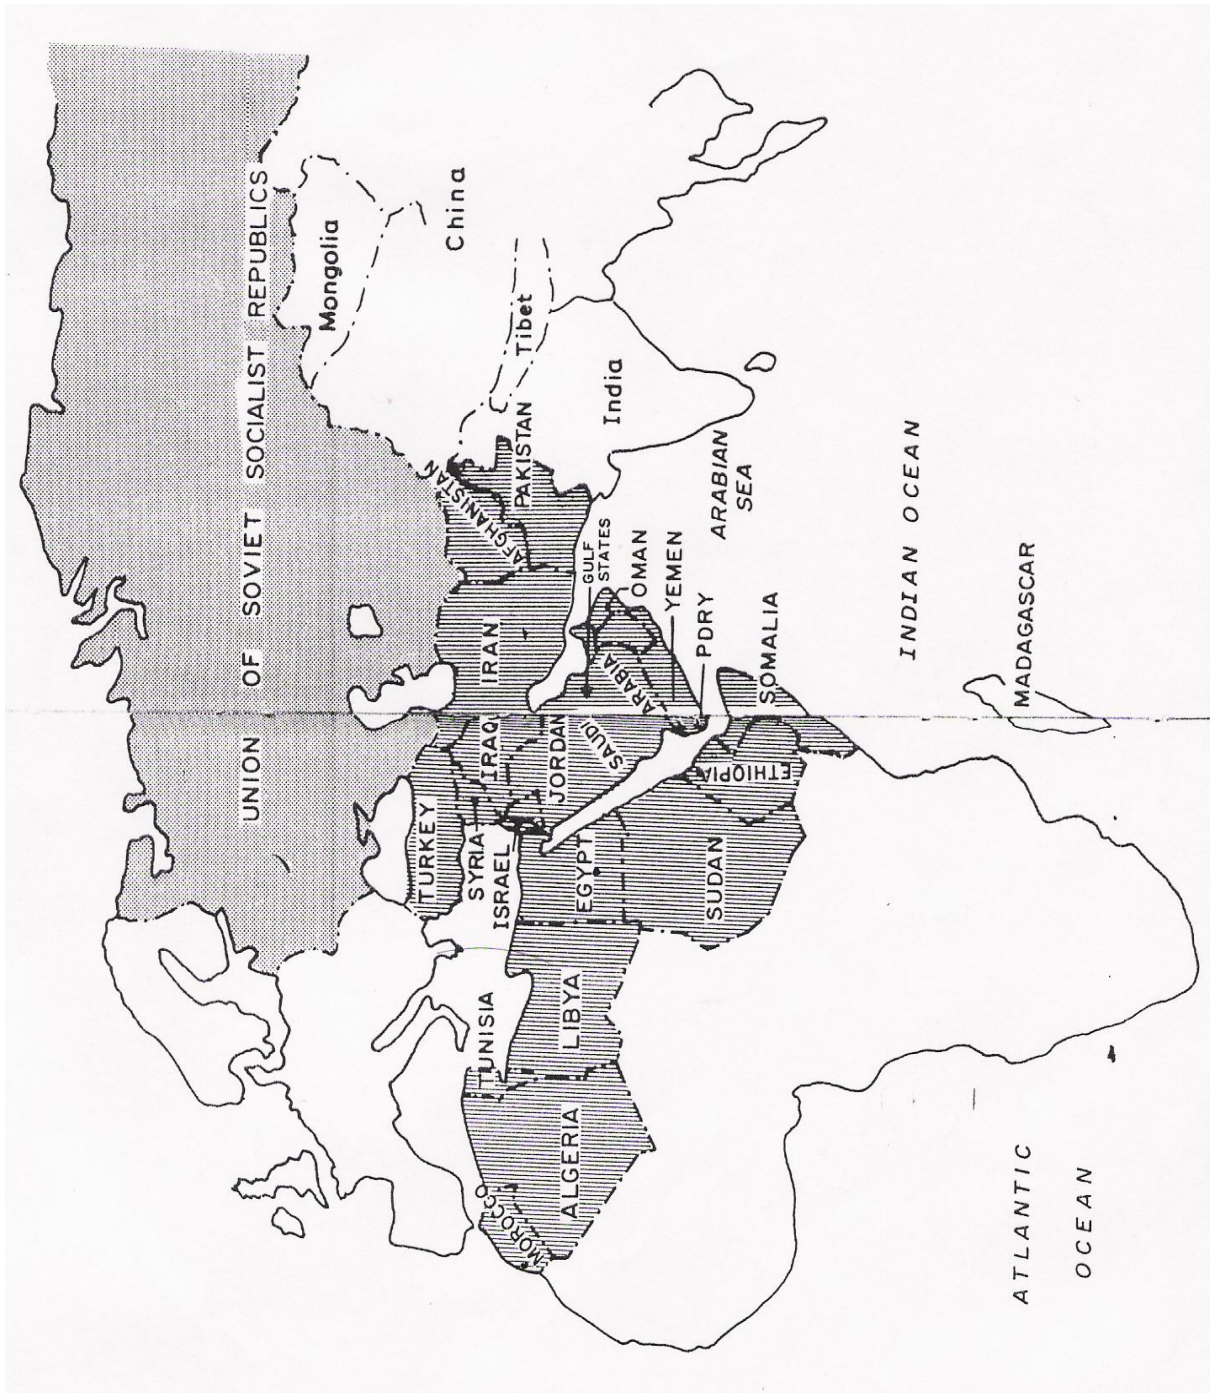 UNION OF SOVIET SOCIALIST REPUBLICS
Mongolia
China
Tibet
India
TURKEY
SYRIA
ISRAEL
IRAQ
IRAN
AFGHANISTAN
PAKISTAN
TUNISIA
MOROCCO
ALGERIA
LIBYA
EGYPT
JORDAN
SAUDI
ARABIA
GULF
STATES
OMAN
YEMEN
PDRY
SUDAN
ETHIOPIA
SOMALIA
ARABIAN
SEA
INDIAN OCEAN
MADAGASCAR
ATLANTIC
OCEAN